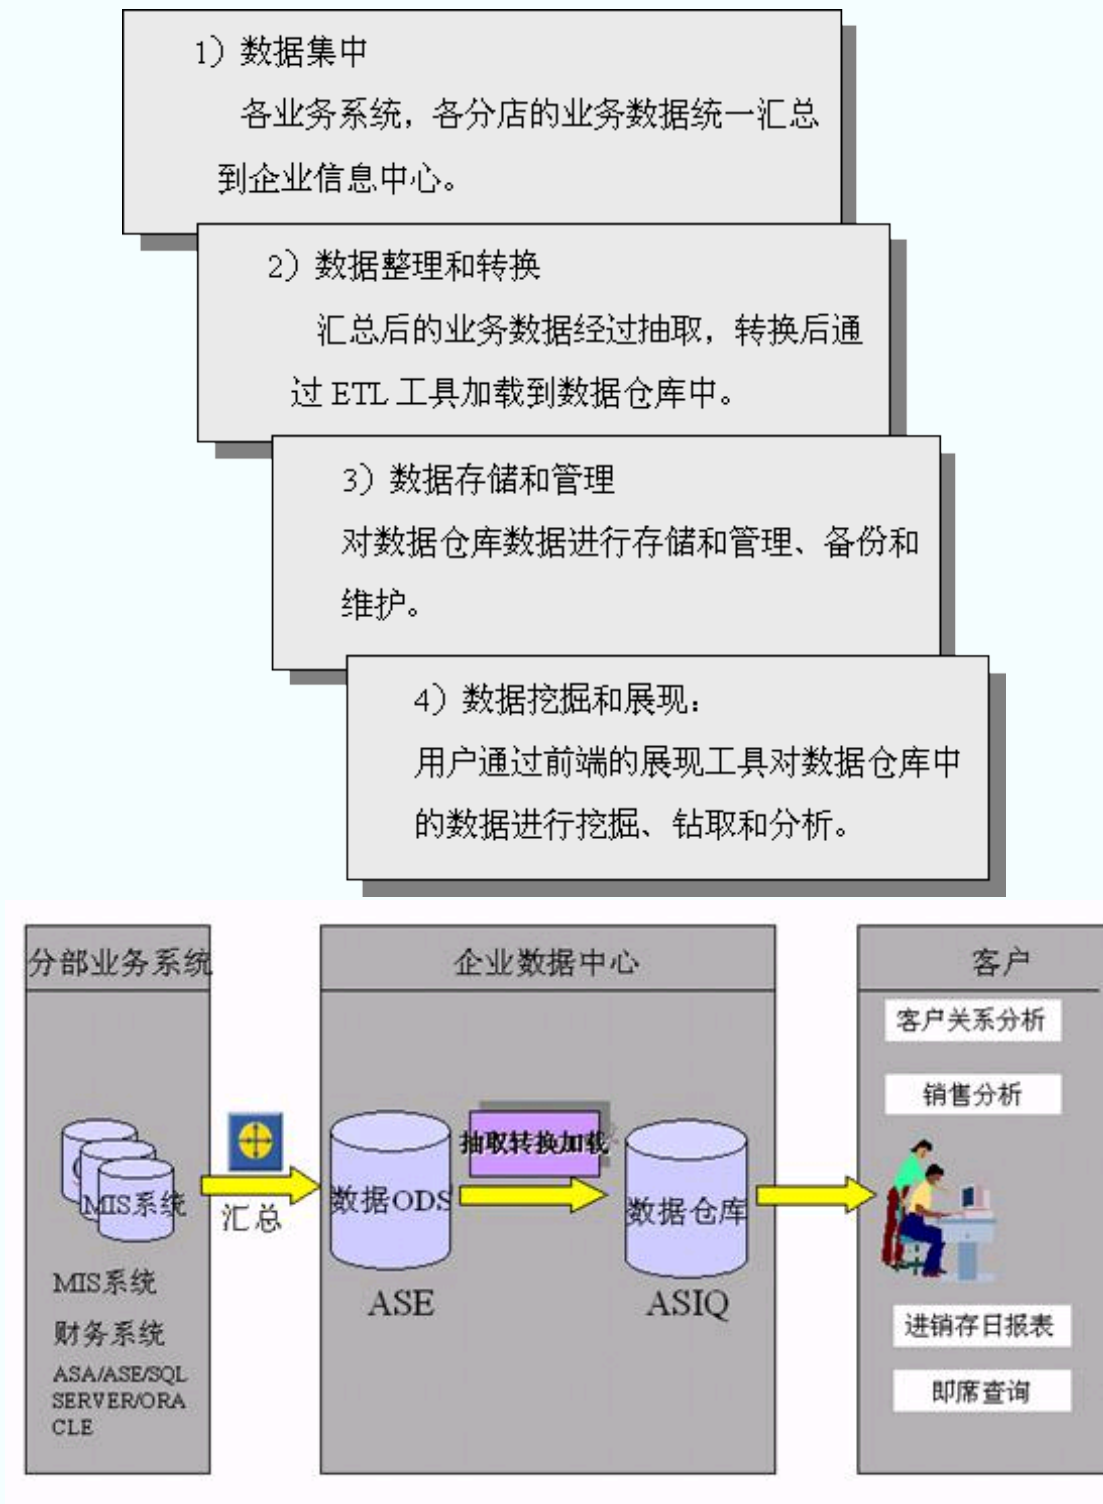 1）数据集中
各业务系统，各分店的业务数据统一汇总
到企业信息中心。
2）数据整理和转换
汇总后的业务数据经过抽取，转换后通
过 ETL 工具加载到数据仓库中。
3）数据存储和管理
对数据仓库数据进行存储和管理、备份和
维护。
4）数据挖掘和展现：
用户通过前端的展现工具对数据仓库中
的数据进行挖掘、钻取和分析。
分部业务系统
MIS系统
MIS系统
财务系统
ASA/ASE/SQL
SERVER/ORA
CLE
汇总
企业数据中心
数据ODS
ASE
抽取转换加载
数据仓库
ASIQ
客户
客户关系分析
销售分析
进销存日报表
即席查询